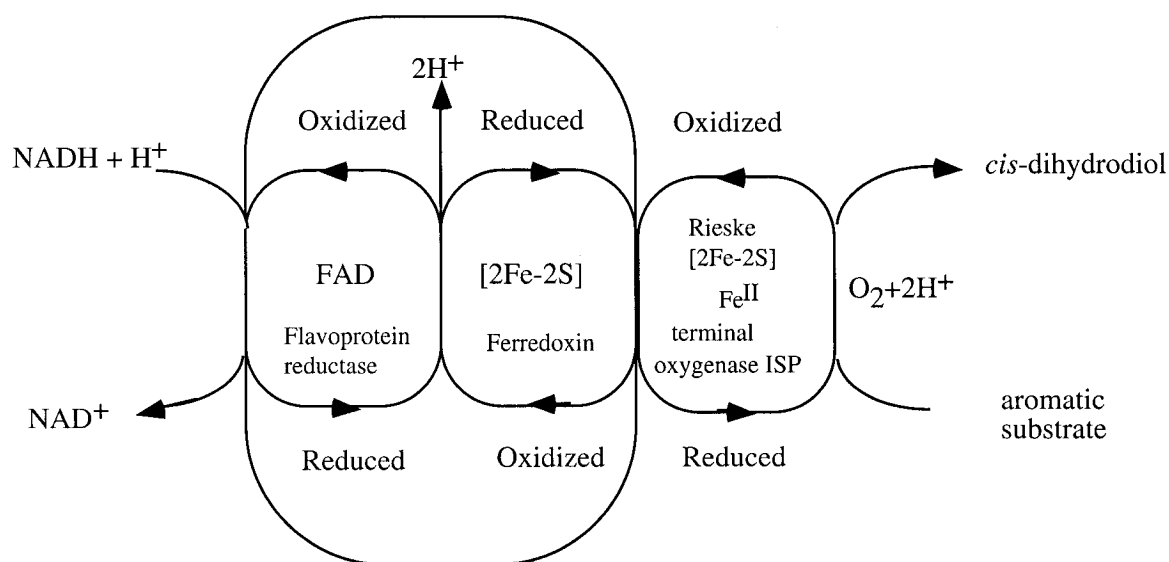 2H+
Oxidized
Reduced
Oxidized
NADH + H+
cis-dihydrodiol
Rieske
[2Fe-2S]
FAD
[2Fe-2S]
FeII
O2+2H+
Flavoprotein
reductase
Ferredoxin
terminal
oxygenase ISP
NAD+
aromatic
substrate
Reduced
Oxidized
Reduced